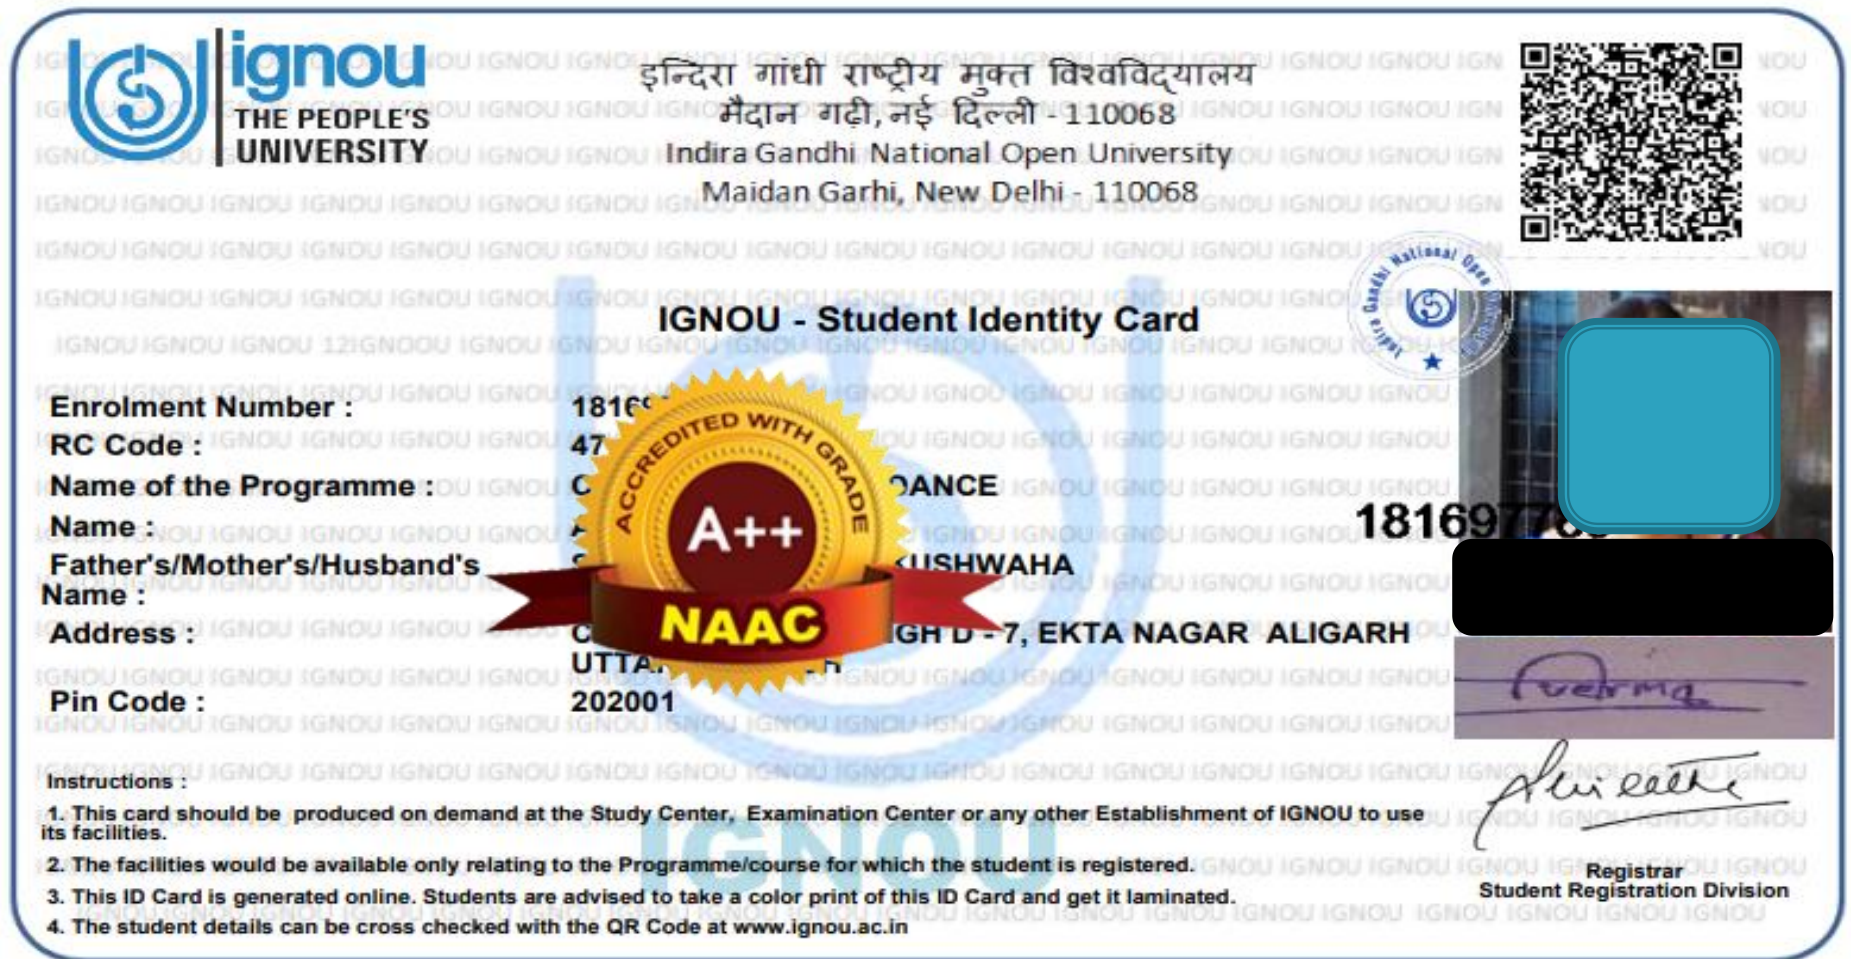 ignou
THE PEOPLE'S
UNIVERSITY
इन्दिरा गांधी राष्ट्रीय मुक्त विश्वविद्यालय
मैदान गढ़ी, नई दिल्ली - 110068
Indira Gandhi National Open University
Maidan Garhi, New Delhi - 110068
Indira Gandhi National Open
IGNOU - Student Identity Card
Enrolment Number :
RC Code : 47
Name of the Programme :
Name :
Father's/Mother's/Husband's KUSHWAHA
Name :
Address : D - 7, EKTA NAGAR ALIGARH
Pin Code : 202001
ACCREDITED WITH GRADE
A++
NAAC
Instructions :
1. This card should be produced on demand at the Study Center, Examination Center or any other Establishment of IGNOU to use
its facilities.
2. The facilities would be available only relating to the Programme/course for which the student is registered.
3. This ID Card is generated online. Students are advised to take a color print of this ID Card and get it laminated.
4. The student details can be cross checked with the QR Code at www.ignou.ac.in
Registrar
Student Registration Division
IGNOU